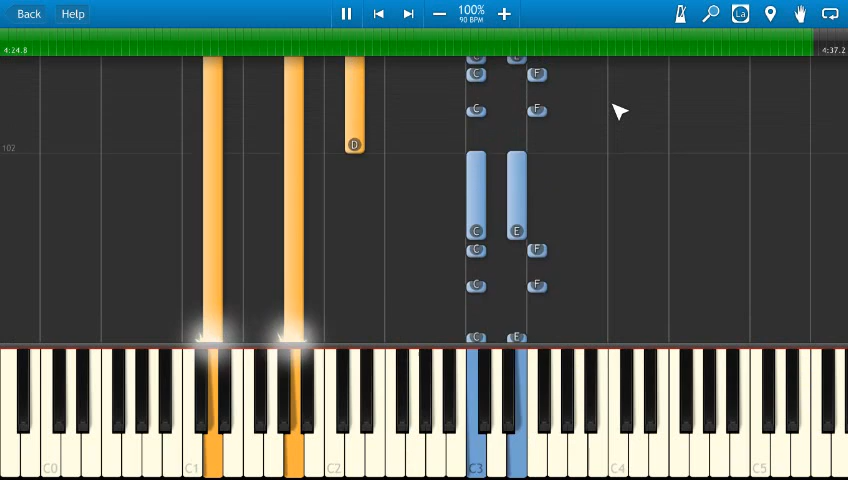 Back Help 100% 90 BPM La
4:24.8 4:37.2
C
C F
C F
D
102
C E
C F
C F
C E
C0 C1 C2 C3 C4 C5